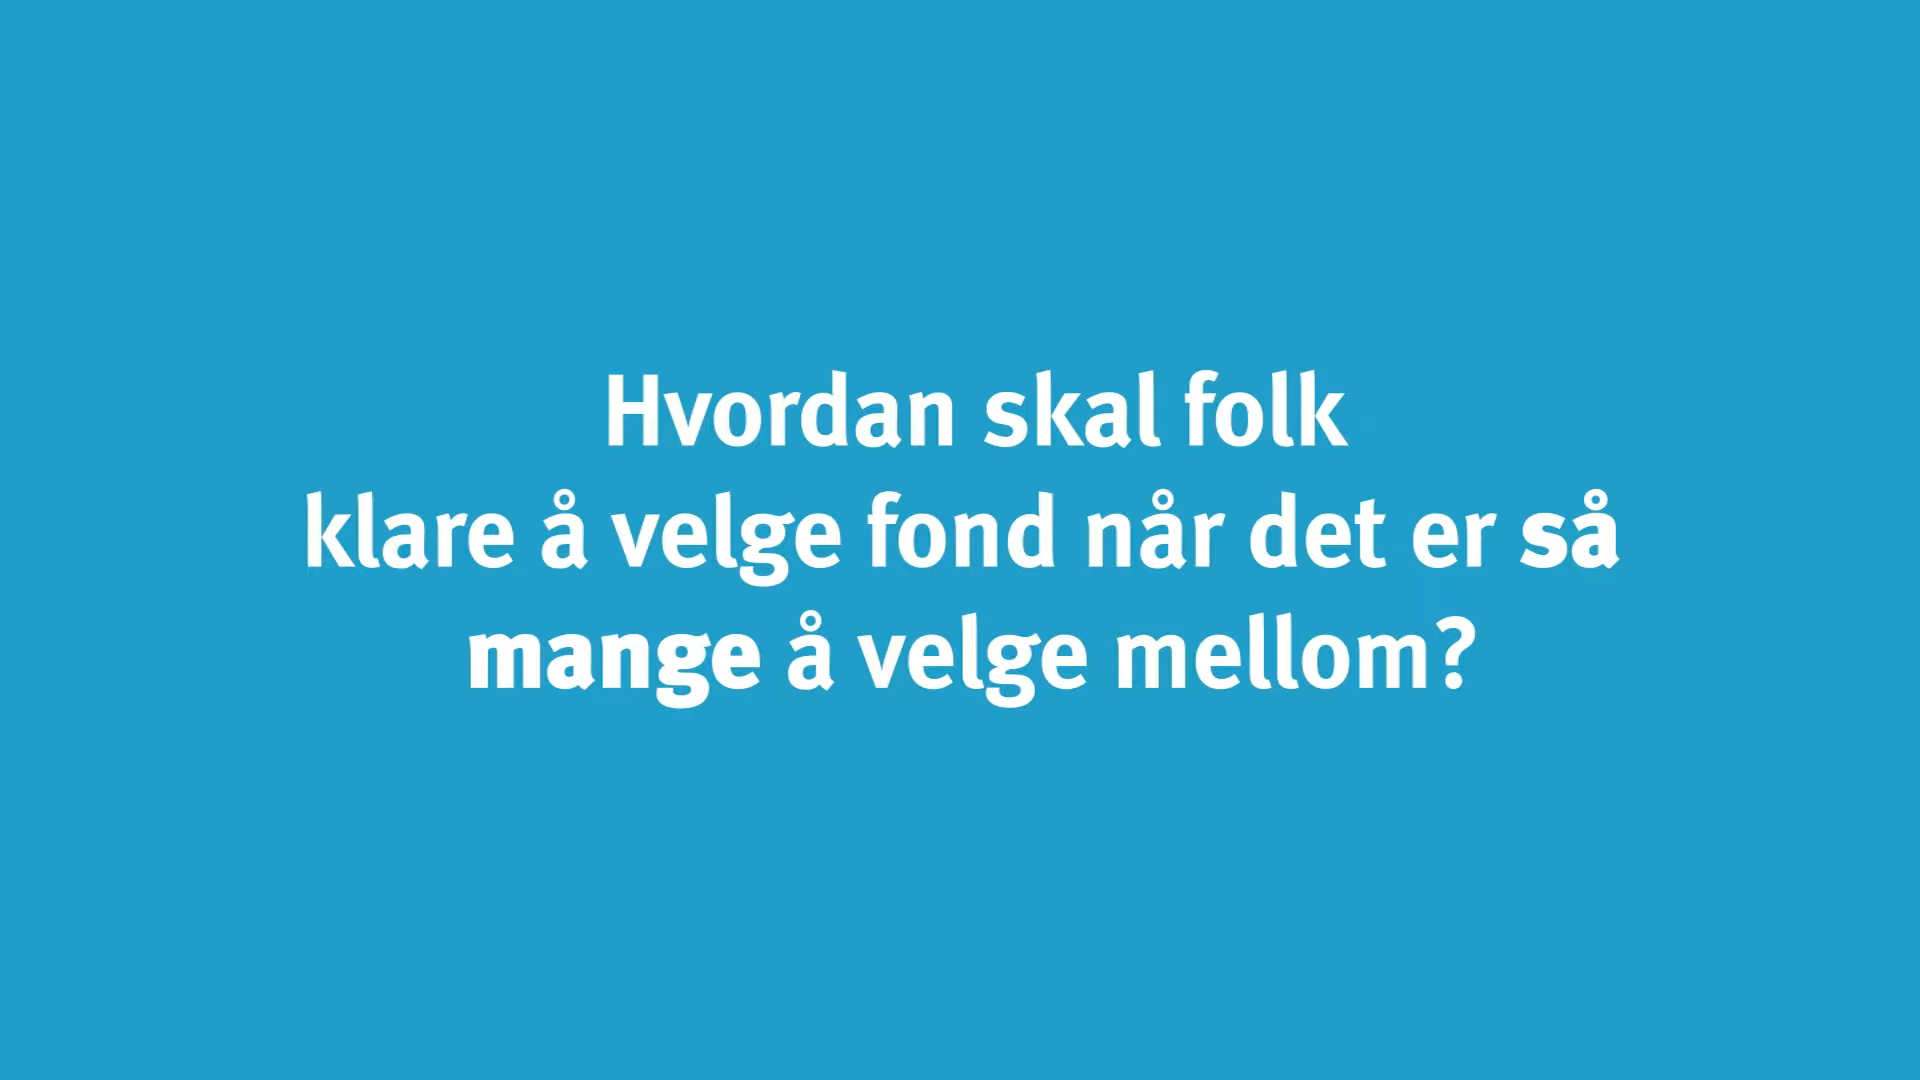 Hvordan skal folk
klare å velge fond når det er så
mange å velge mellom?